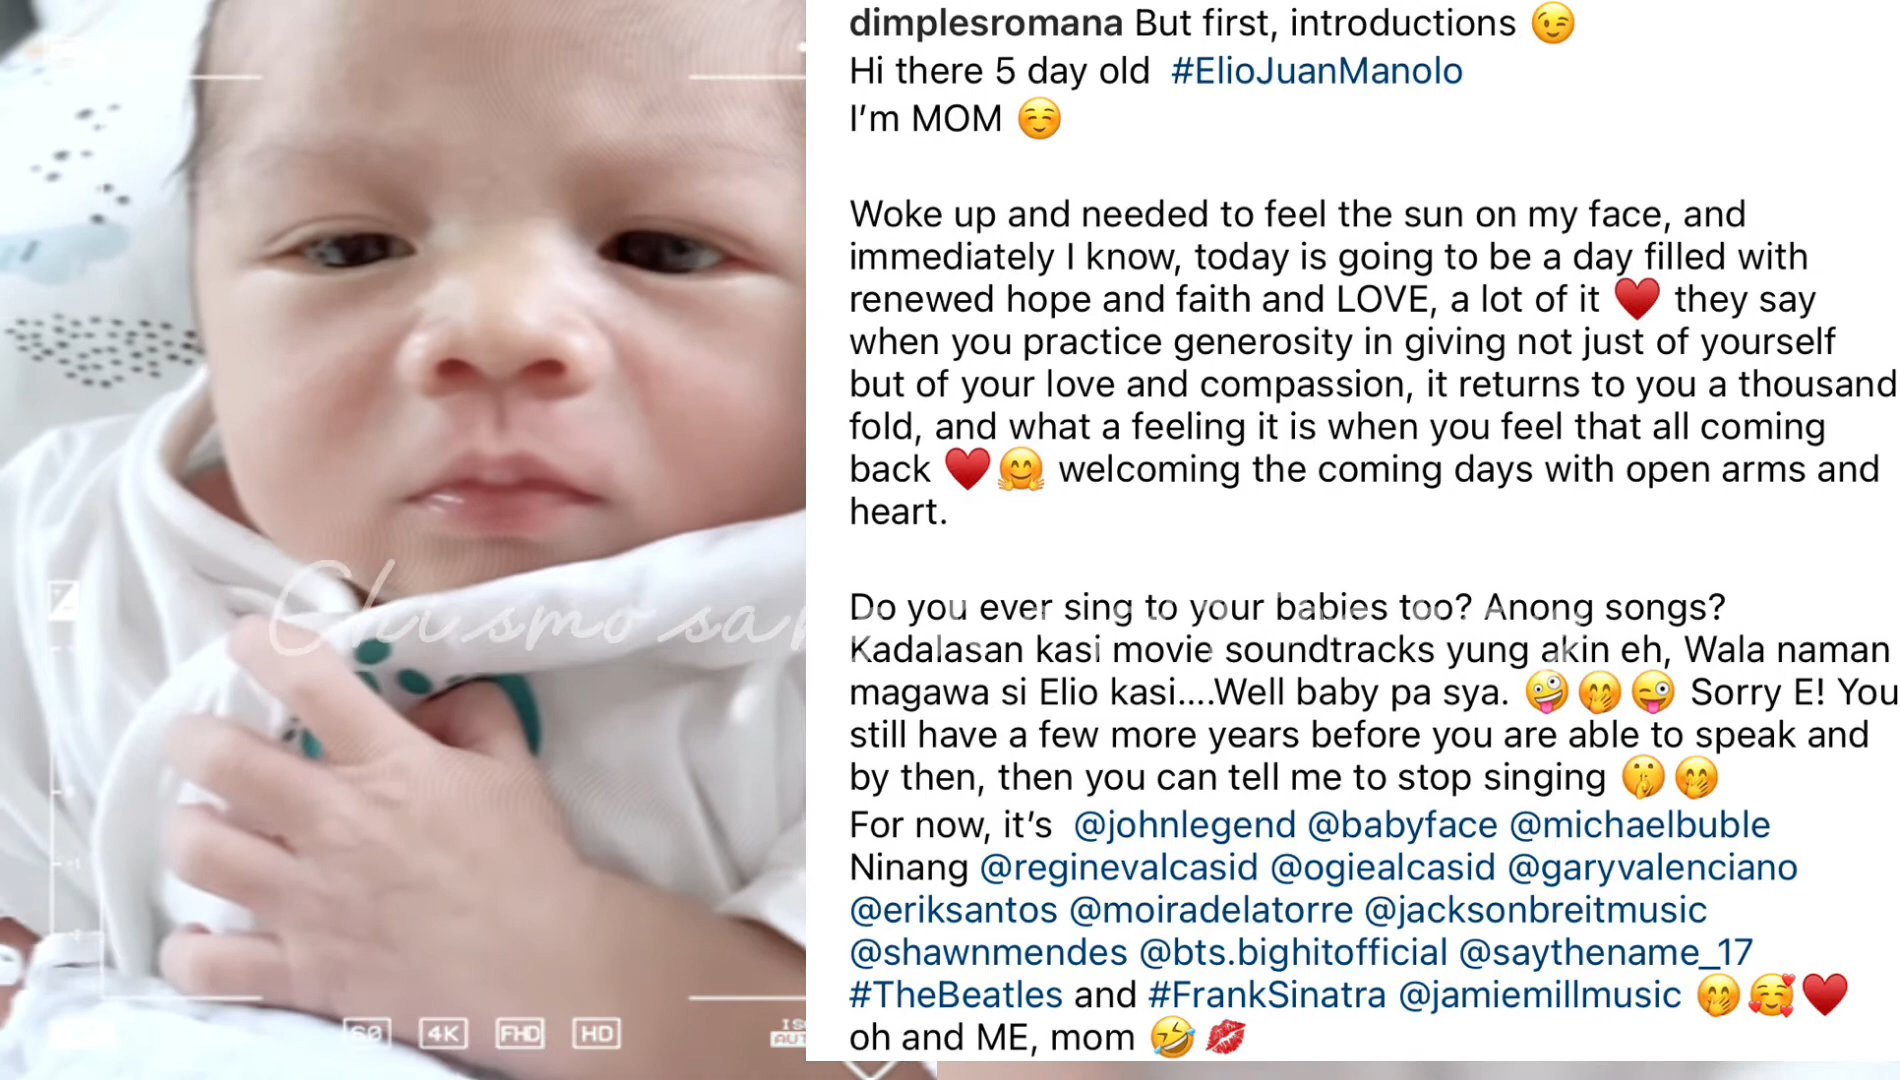 dimplesromana But first, introductions 😉
Hi there 5 day old #ElioJuanManolo
I'm MOM ☺️
Woke up and needed to feel the sun on my face, and
immediately I know, today is going to be a day filled with
renewed hope and faith and LOVE, a lot of it ♥️ they say
when you practice generosity in giving not just of yourself
but of your love and compassion, it returns to you a thousand
fold, and what a feeling it is when you feel that all coming
back ♥️🤗 welcoming the coming days with open arms and
heart.
Do you ever sing to your babies too? Anong songs?
Kadalasan kasi movie soundtracks yung akin eh, Wala naman
magawa si Elio kasi....Well baby pa sya. 🤪🤭😜 Sorry E! You
still have a few more years before you are able to speak and
by then, then you can tell me to stop singing 🤫🤭
For now, it's @johnlegend @babyface @michaelbuble
Ninang @reginevalcasid @ogiealcasid @garyvalenciano
@eriksantos @moiradelatorre @jacksonbreitmusic
@shawnmendes @bts.bighitofficial @saythename_17
#TheBeatles and #FrankSinatra @jamiemillmusic 🤭🥰♥️
oh and ME, mom 🤣💋
Chismo sa
60 4K FHD HD